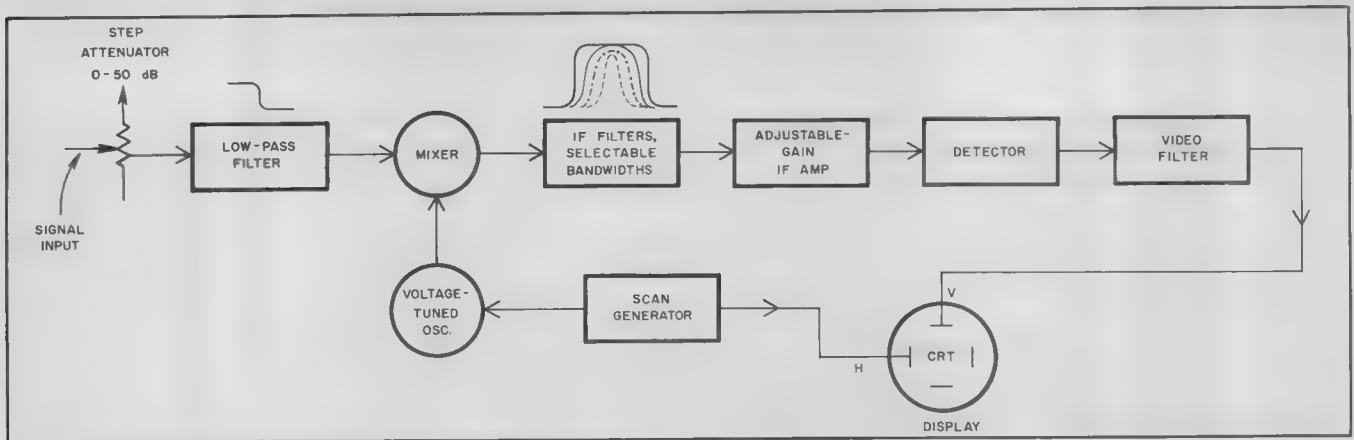 STEP
ATTENUATOR
0-50 dB
SIGNAL
INPUT
LOW-PASS
FILTER
MIXER
IF FILTERS,
SELECTABLE
BANDWIDTHS
ADJUSTABLE-
GAIN
IF AMP
DETECTOR
VIDEO
FILTER
VOLTAGE-
TUNED
OSC.
SCAN
GENERATOR
H
V
CRT
DISPLAY